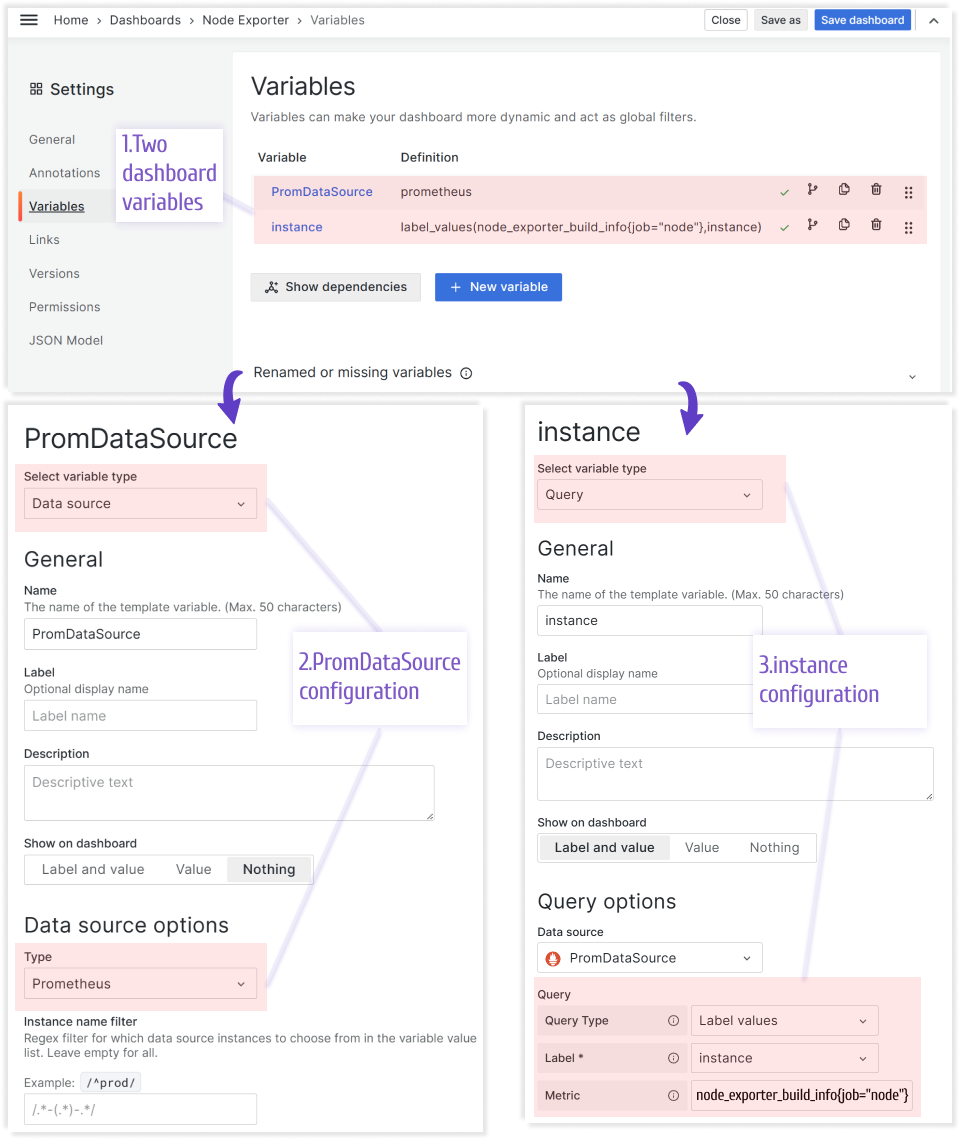 Home › Dashboards › Node Exporter › Variables
Close
Save as
Save dashboard
Settings
General
Annotations
Variables
Links
Versions
Permissions
JSON Model
1.Two
dashboard
variables
Variables
Variables can make your dashboard more dynamic and act as global filters.
Variable Definition
PromDataSource prometheus
instance label_values(node_exporter_build_info{job="node"},instance)
Show dependencies
+ New variable
Renamed or missing variables
PromDataSource
Select variable type
Data source
General
Name
The name of the template variable. (Max. 50 characters)
PromDataSource
Label
Optional display name
Label name
Description
Descriptive text
Show on dashboard
Label and value Value Nothing
Data source options
Type
Prometheus
Instance name filter
Regex filter for which data source instances to choose from in the variable value
list. Leave empty for all.
Example: /^prod/
/.*-(.*)-.*/
2.PromDataSource
configuration
instance
Select variable type
Query
General
Name
The name of the template variable. (Max. 50 characters)
instance
Label
Optional display name
Label name
Description
Descriptive text
Show on dashboard
Label and value Value Nothing
Query options
Data source
PromDataSource
Query
Query Type Label values
Label * instance
Metric node_exporter_build_info{job="node"}
3.instance
configuration